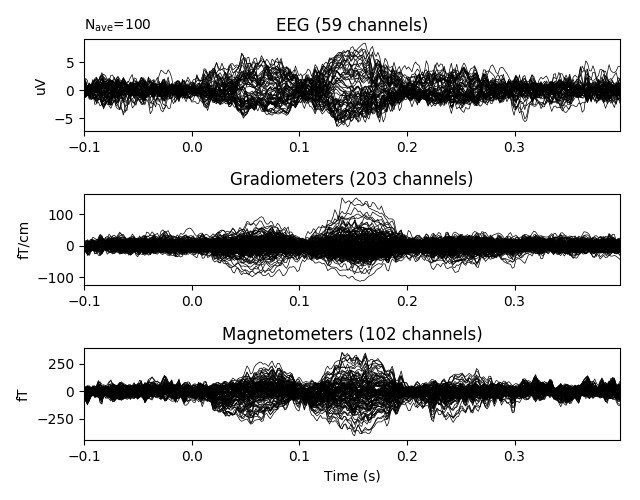 N_ave=100
EEG (59 channels)
uV
5
0
−5
−0.1 0.0 0.1 0.2 0.3
Gradiometers (203 channels)
fT/cm
100
0
−100
−0.1 0.0 0.1 0.2 0.3
Magnetometers (102 channels)
fT
250
0
−250
−0.1 0.0 0.1 0.2 0.3
Time (s)